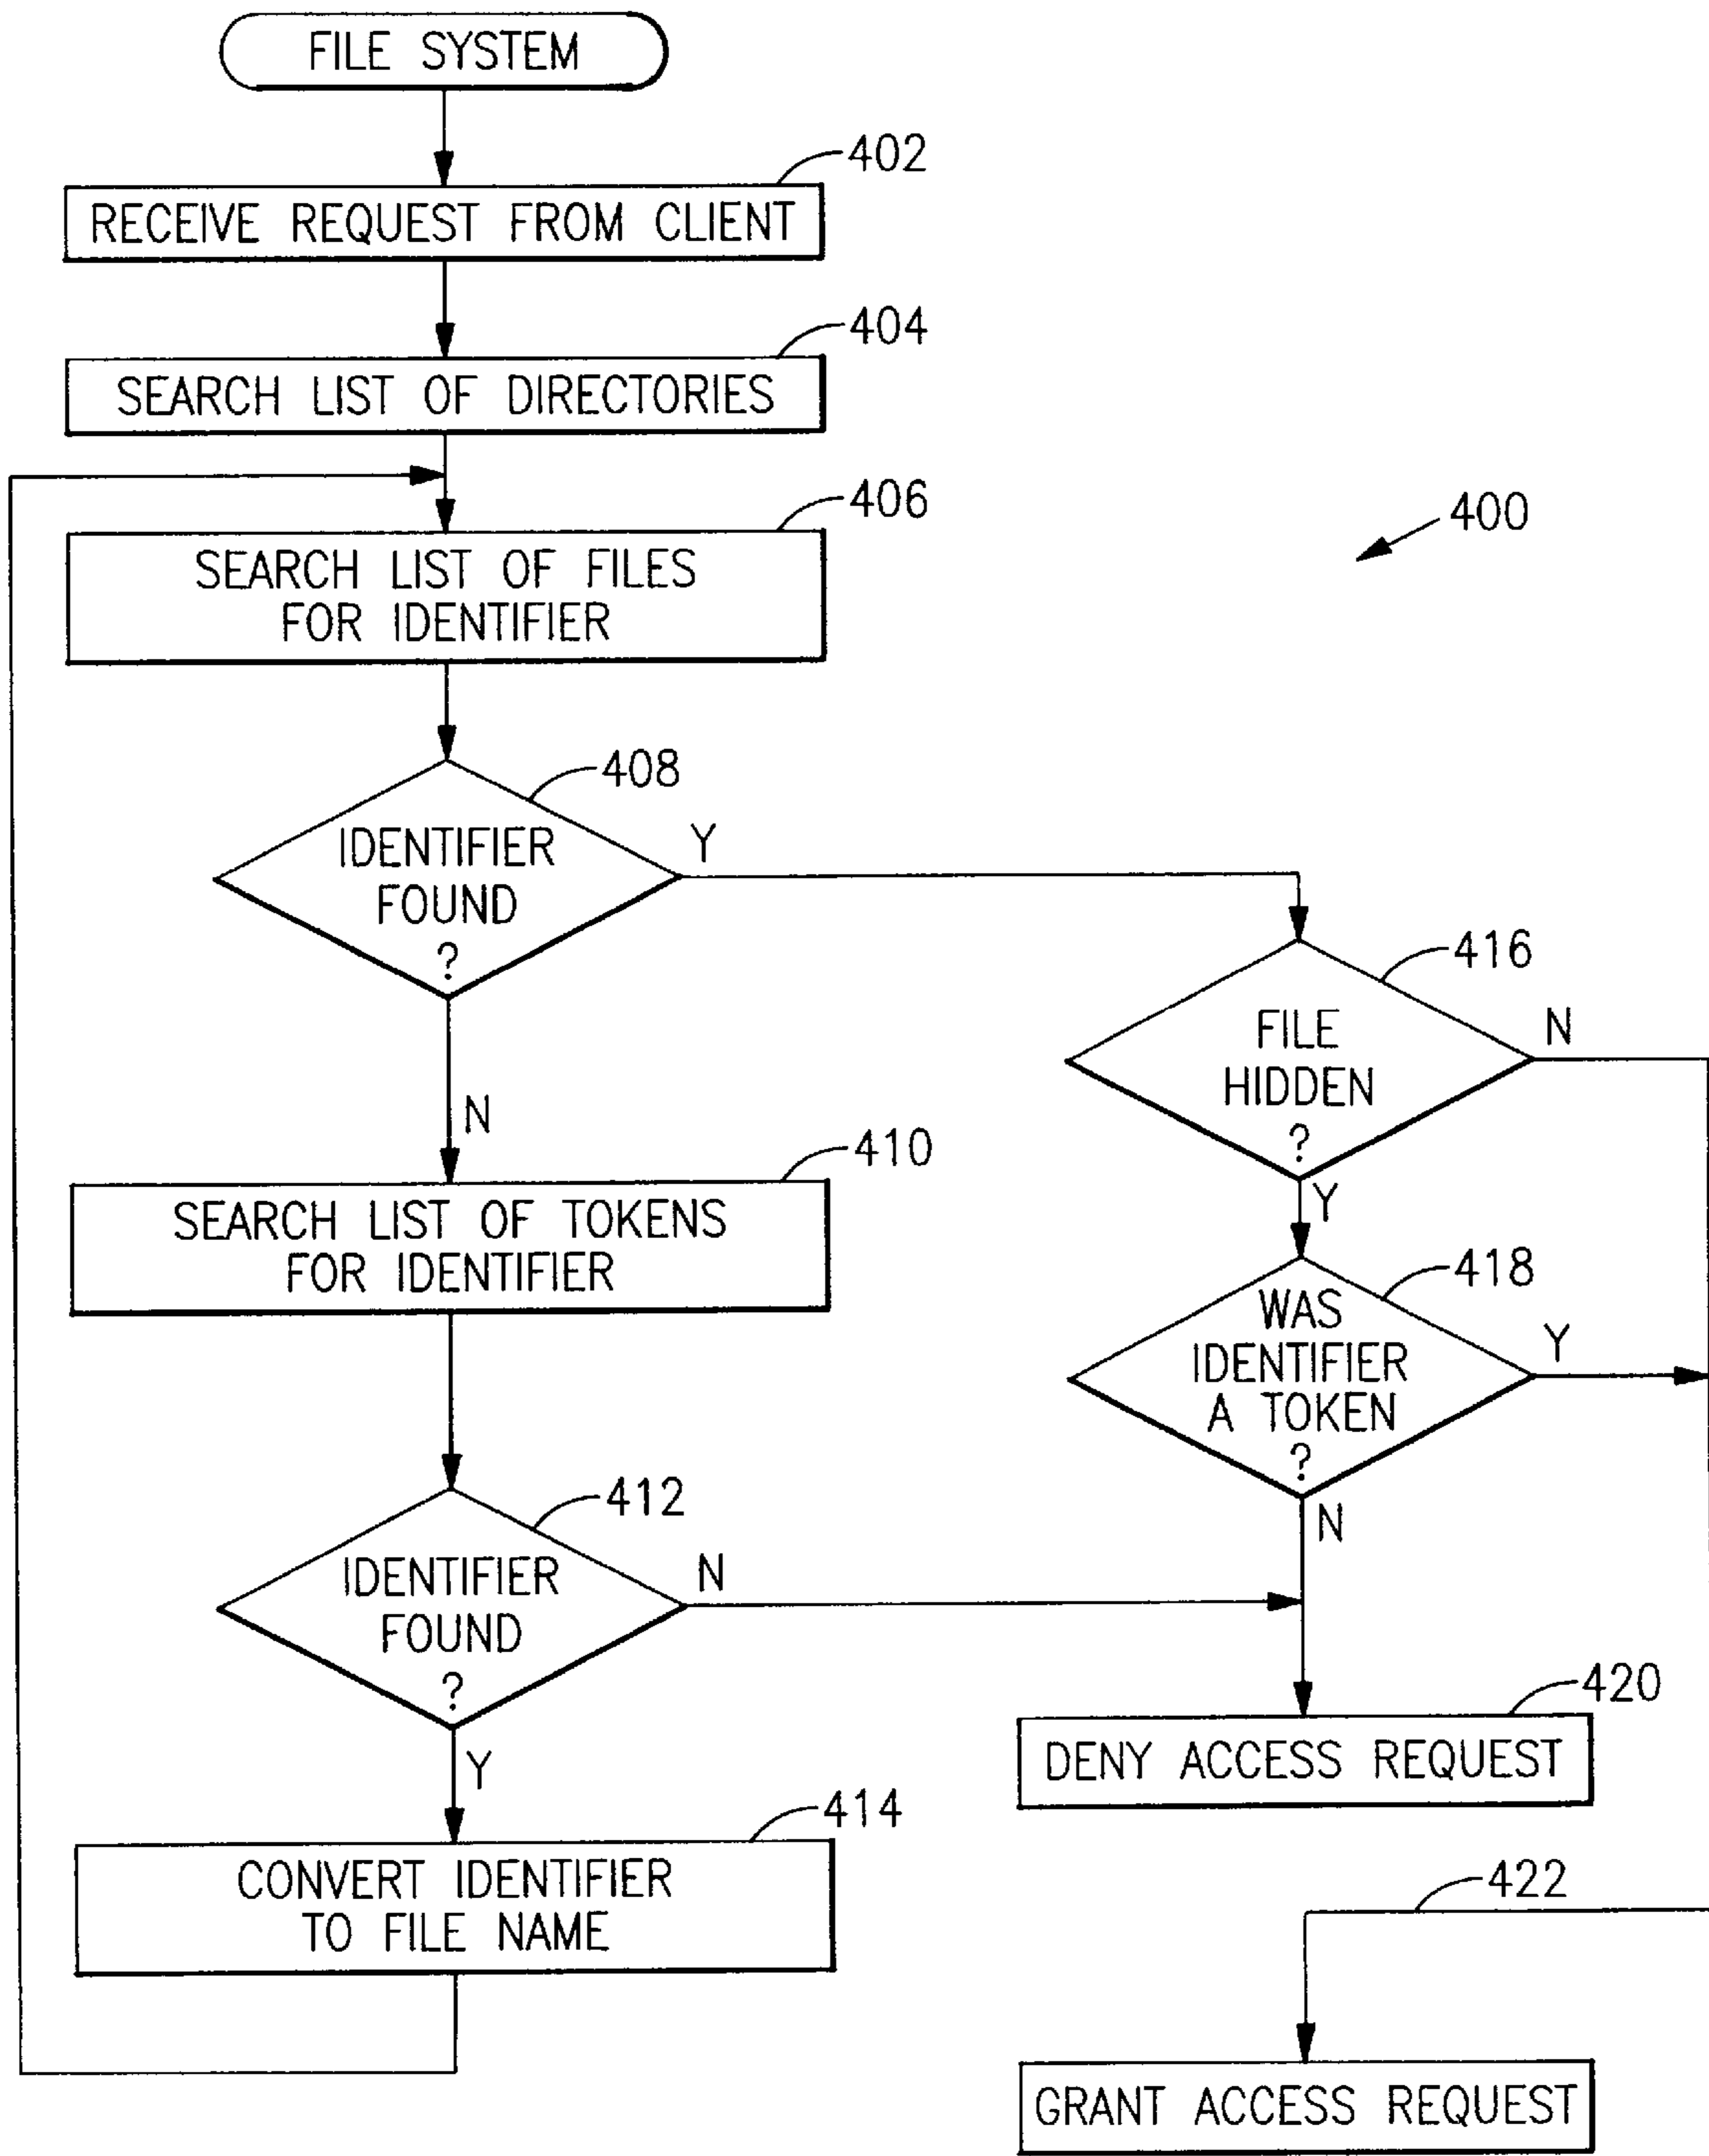 FILE SYSTEM
402
RECEIVE REQUEST FROM CLIENT
404
SEARCH LIST OF DIRECTORIES
406
SEARCH LIST OF FILES
FOR IDENTIFIER
400
408
IDENTIFIER
FOUND
?
Y
N
416
FILE
HIDDEN
?
N
Y
410
SEARCH LIST OF TOKENS
FOR IDENTIFIER
418
WAS
IDENTIFIER
A TOKEN
?
Y
N
412
IDENTIFIER
FOUND
?
N
Y
420
DENY ACCESS REQUEST
414
CONVERT IDENTIFIER
TO FILE NAME
422
GRANT ACCESS REQUEST